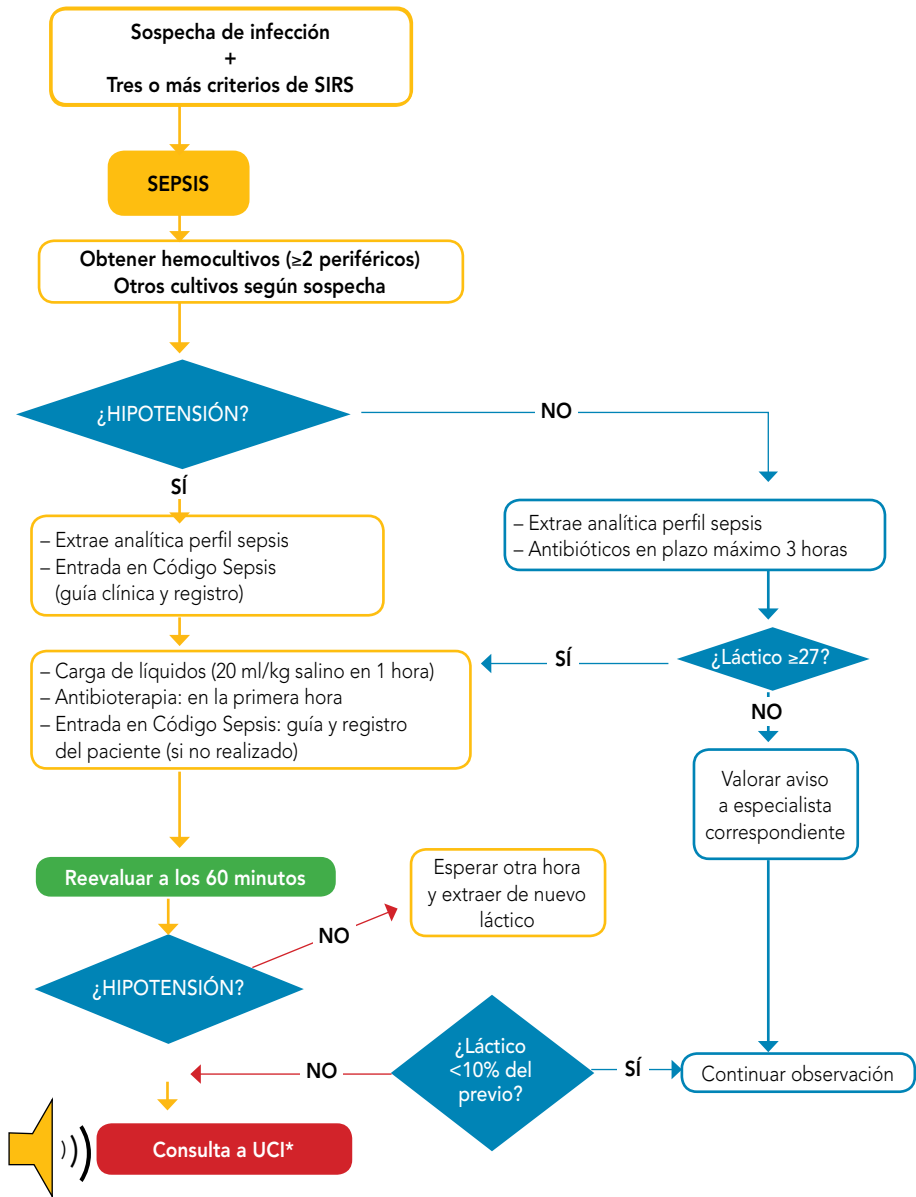 Sospecha de infección
+
Tres o más criterios de SIRS
SEPSIS
Obtener hemocultivos (≥2 periféricos)
Otros cultivos según sospecha
¿HIPOTENSIÓN?
NO
SÍ
– Extrae analítica perfil sepsis
– Entrada en Código Sepsis
(guía clínica y registro)
– Extrae analítica perfil sepsis
– Antibióticos en plazo máximo 3 horas
– Carga de líquidos (20 ml/kg salino en 1 hora)
– Antibioterapia: en la primera hora
– Entrada en Código Sepsis: guía y registro
del paciente (si no realizado)
SÍ
¿Láctico ≥27?
NO
Valorar aviso
a especialista
correspondiente
Reevaluar a los 60 minutos
Esperar otra hora
y extraer de nuevo
láctico
NO
¿HIPOTENSIÓN?
¿Láctico
<10% del
previo?
NO
SÍ
Continuar observación
Consulta a UCI*